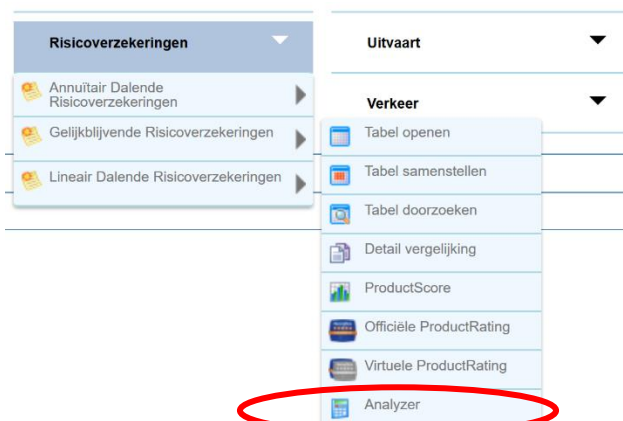 Risicoverzekeringen
Annuïtair Dalende
Risicoverzekeringen
Gelijkblijvende Risicoverzekeringen
Lineair Dalende Risicoverzekeringen
Uitvaart
Verkeer
Tabel openen
Tabel samenstellen
Tabel doorzoeken
Detail vergelijking
ProductScore
Officiële ProductRating
Virtuele ProductRating
Analyzer